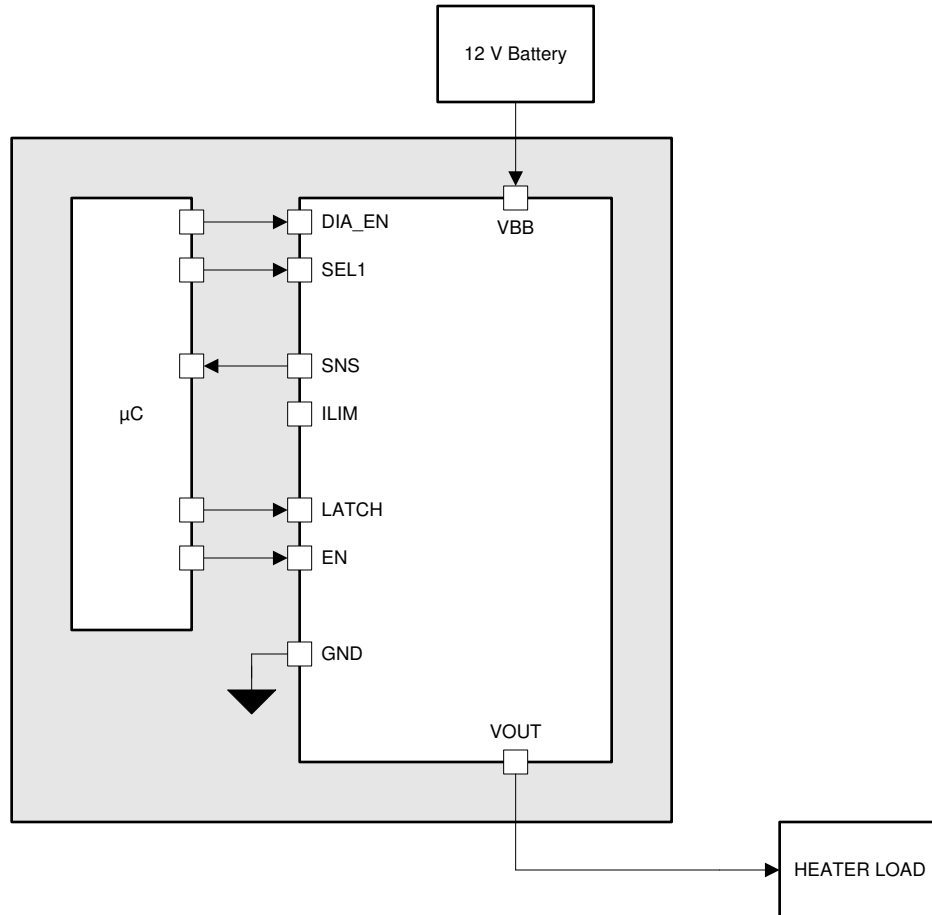 12 V Battery
DIA_EN
VBB
SEL1
SNS
µC
ILIM
LATCH
EN
GND
VOUT
HEATER LOAD